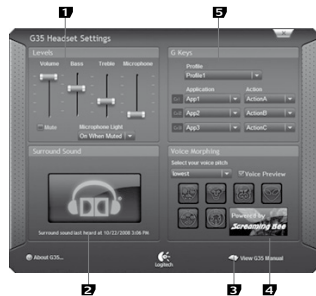 1
5
G35 Headset Settings
Levels
Volume Bass Treble Microphone
Mute
Microphone Light
On When Muted
G Keys
Profile
Profile1
Application Action
G1 App1 ActionA
G2 App2 ActionB
G3 App3 ActionC
Surround Sound
Surround sound last heard at 10/22/2008 3:06 PM
Voice Morphing
Select your voice pitch
lowest
Voice Preview
Powered by
Screaming Bee
About G35...
Logitech
View G35 Manual
2
3
4